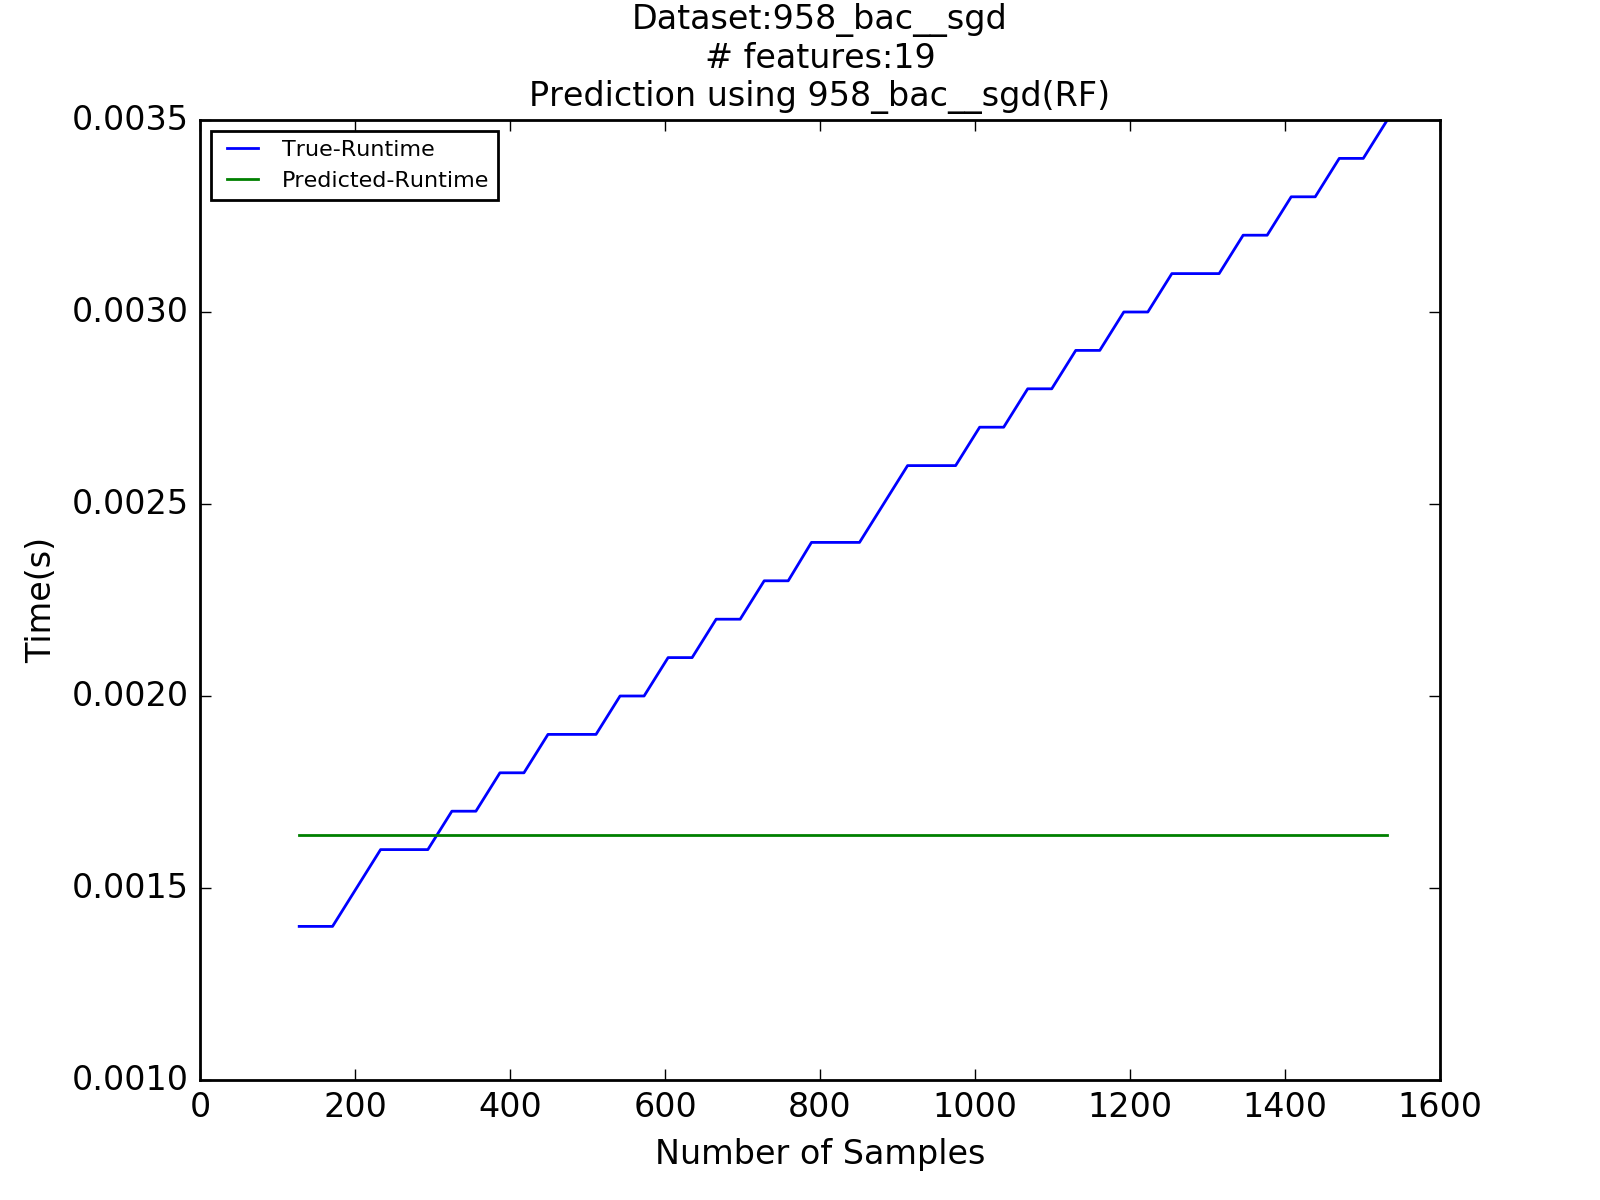 Dataset:958_bac__sgd
# features:19
Prediction using 958_bac__sgd(RF)
True-Runtime
Predicted-Runtime
0.0035
0.0030
0.0025
0.0020
0.0015
0.0010
Time(s)
0 200 400 600 800 1000 1200 1400 1600
Number of Samples